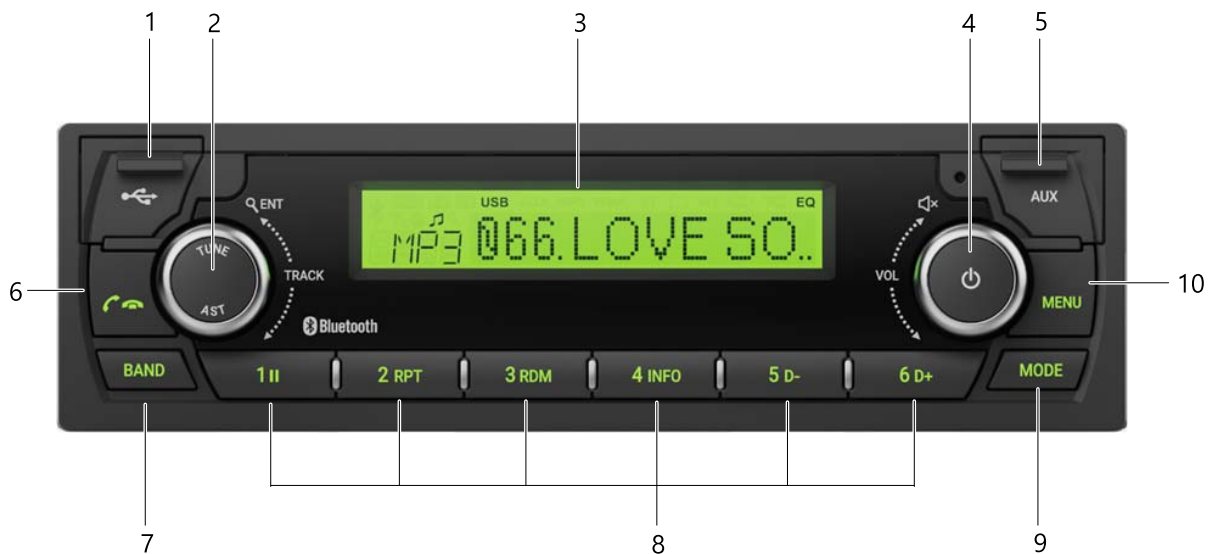 1 2 3 4 5
USB EQ
ENT
MP3 066.LOVE SO..
AUX
TUNE
TRACK
VOL
6
10
AST
MENU
Bluetooth
BAND
1 2 RPT 3 RDM 4 INFO 5 D- 6 D+
MODE
7 8 9